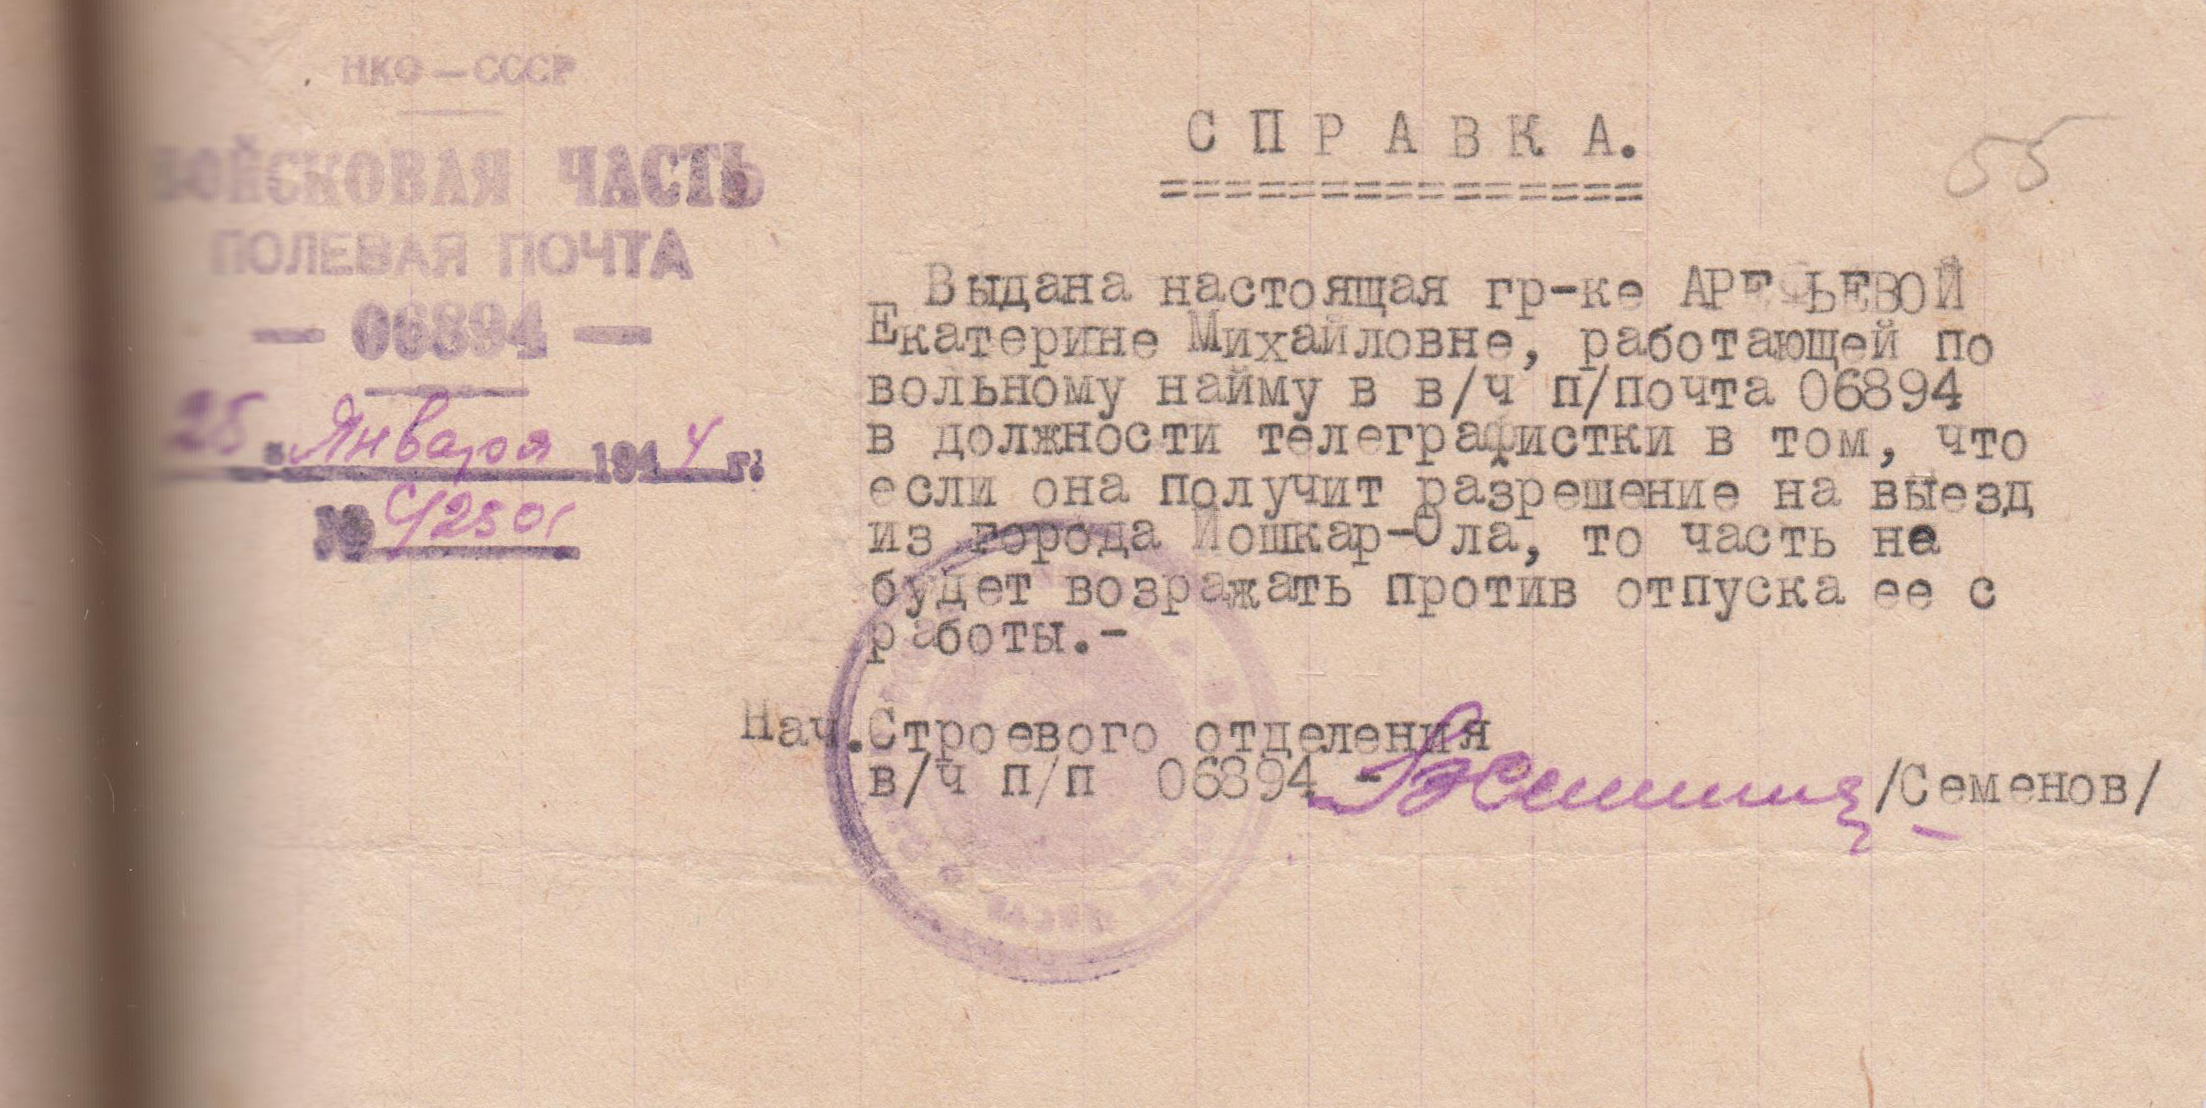 НКО — СССР
ВОЙСКОВАЯ ЧАСТЬ
ПОЛЕВАЯ ПОЧТА
— 06894 —
"Января 1944 г.
№
СПРАВКА.
===============
55
Выдана настоящая гр-ке АРЕФЬЕВОЙ
Екатерине Михайловне, работающей по
вольному найму в в/ч п/почта 06894
в должности телеграфистки в том, что
если она получит разрешение на выезд
из города Йошкар-Ола, то часть не
будет возражать против отпуска ее с
работы.-
Нач.Строевого отделения
в/ч п/п 06894 -
/Семенов/